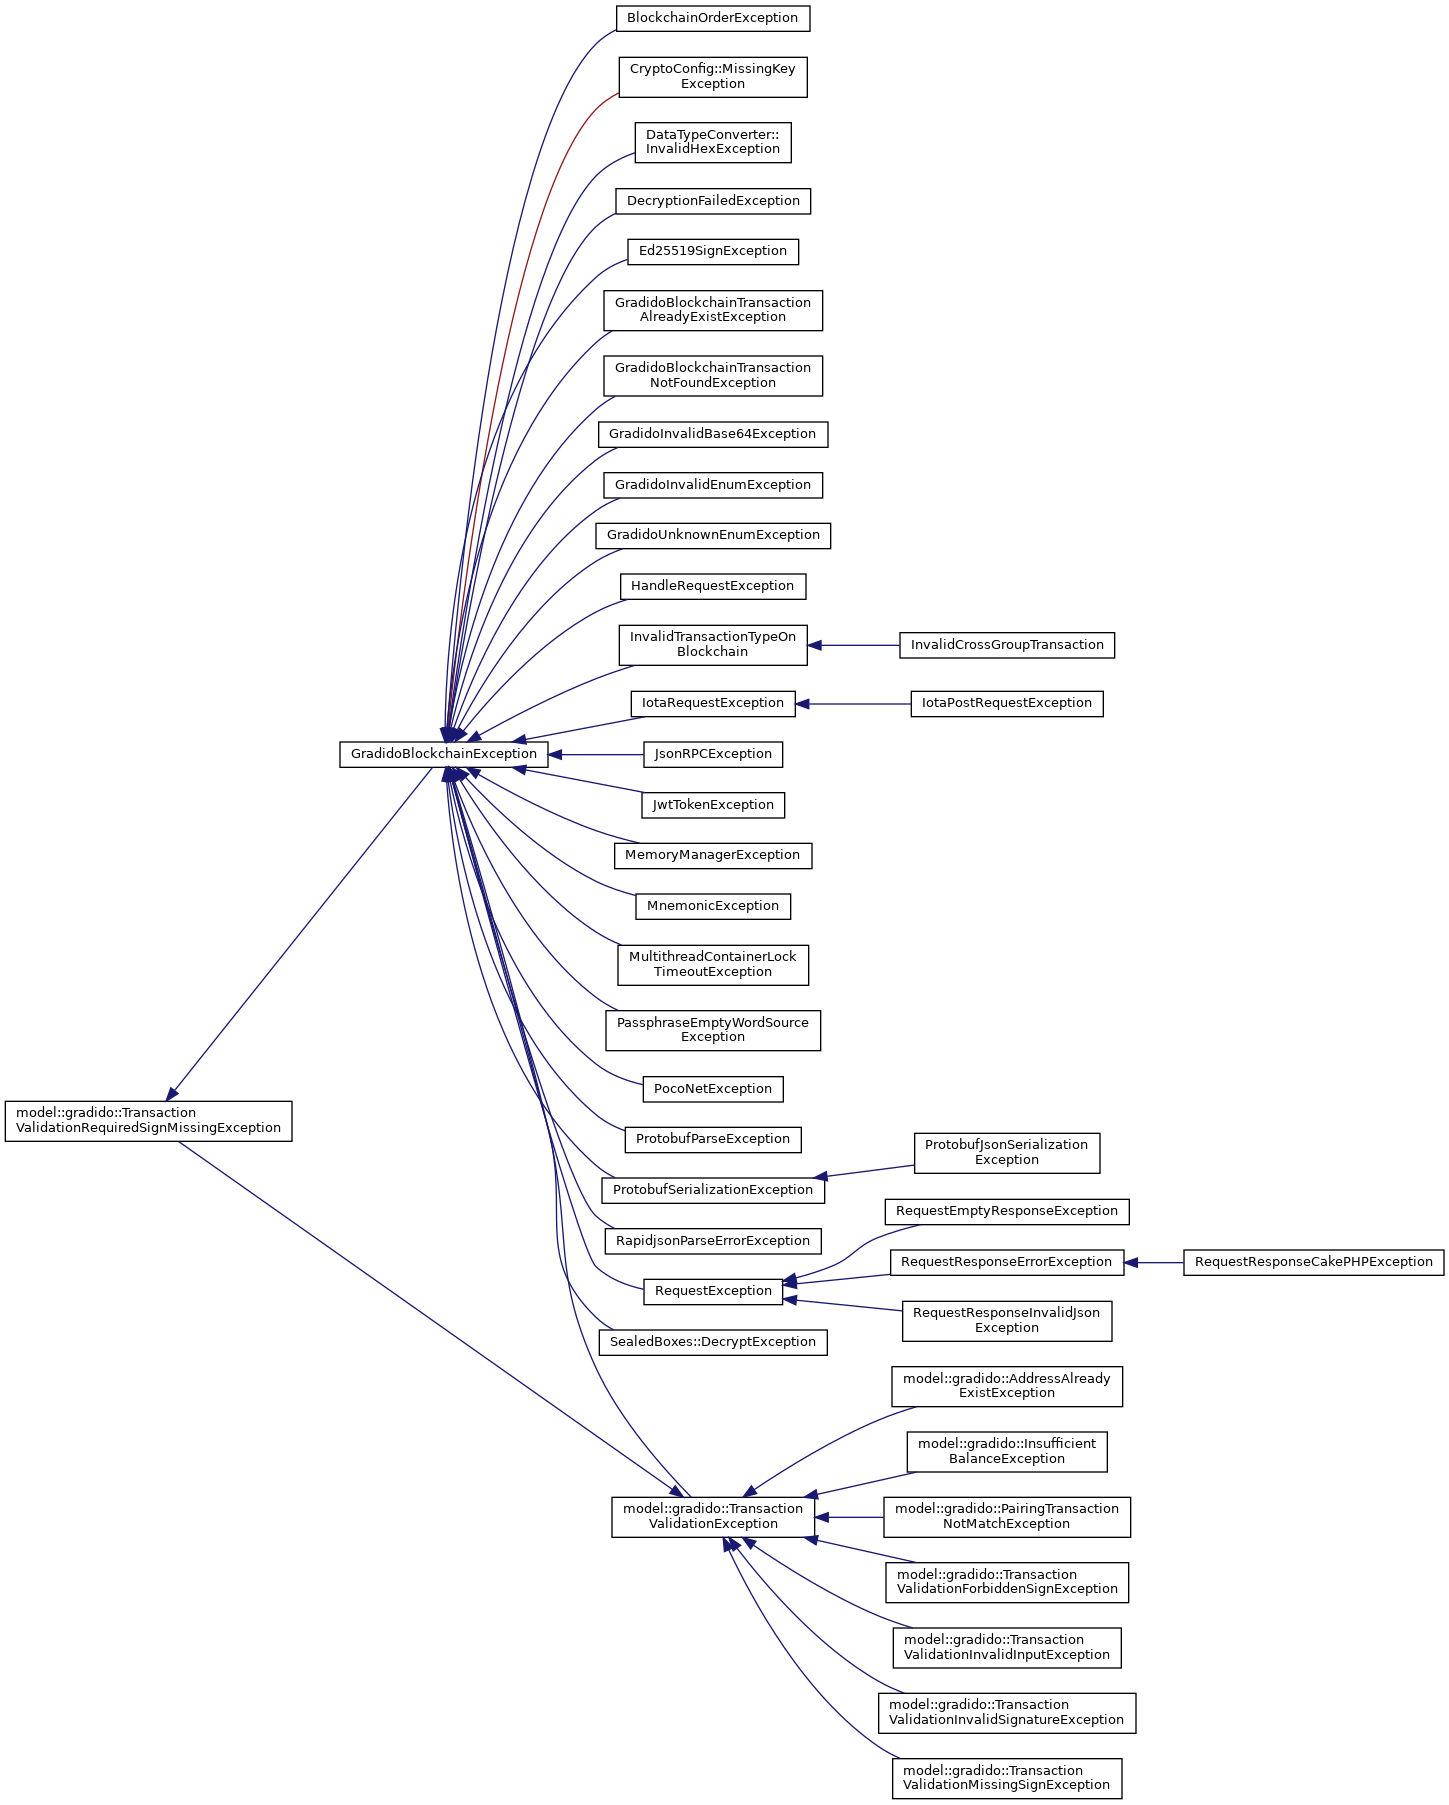 BlockchainOrderException
CryptoConfig::MissingKey
Exception
DataTypeConverter::
InvalidHexException
DecryptionFailedException
Ed25519SignException
GradidoBlockchainTransaction
AlreadyExistException
GradidoBlockchainTransaction
NotFoundException
GradidoInvalidBase64Exception
GradidoInvalidEnumException
GradidoUnknownEnumException
HandleRequestException
InvalidTransactionTypeOn
Blockchain
InvalidCrossGroupTransaction
IotaRequestException
IotaPostRequestException
GradidoBlockchainException
JsonRPCException
JwtTokenException
MemoryManagerException
MnemonicException
MultithreadContainerLock
TimeoutException
PassphraseEmptyWordSource
Exception
PocoNetException
model::gradido::Transaction
ValidationRequiredSignMissingException
ProtobufParseException
ProtobufJsonSerialization
Exception
ProtobufSerializationException
RequestEmptyResponseException
RapidjsonParseErrorException
RequestResponseErrorException
RequestResponseCakePHPException
RequestException
RequestResponseInvalidJson
Exception
SealedBoxes::DecryptException
model::gradido::AddressAlready
ExistException
model::gradido::Insufficient
BalanceException
model::gradido::Transaction
ValidationException
model::gradido::PairingTransaction
NotMatchException
model::gradido::Transaction
ValidationForbiddenSignException
model::gradido::Transaction
ValidationInvalidInputException
model::gradido::Transaction
ValidationInvalidSignatureException
model::gradido::Transaction
ValidationMissingSignException